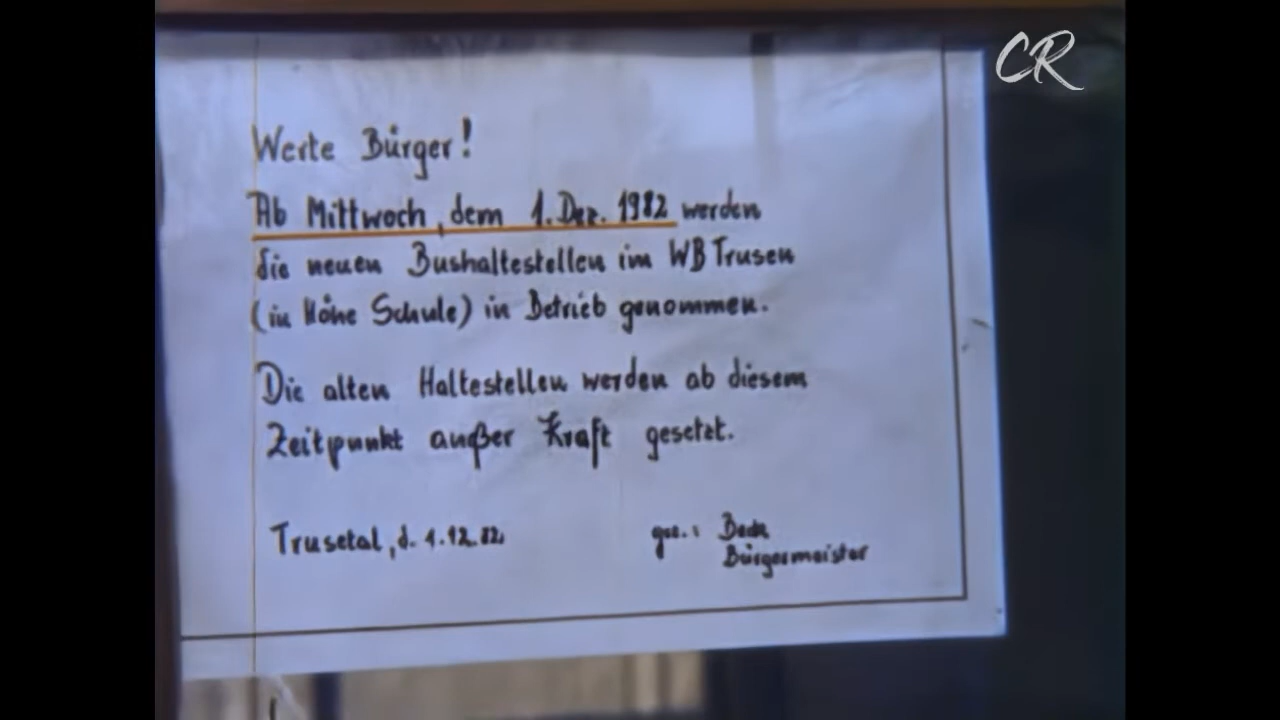 CR
Werte Bürger!
Ab Mittwoch, dem 1. Dez. 1982 werden
die neuen Bushaltestellen im WB Trusen
(in Höhe Schule) in Betrieb genommen.
Die alten Haltestellen werden ab diesem
Zeitpunkt außer Kraft gesetzt.
Trusetal, d. 1.12.82
gez.:
Bürgermeister